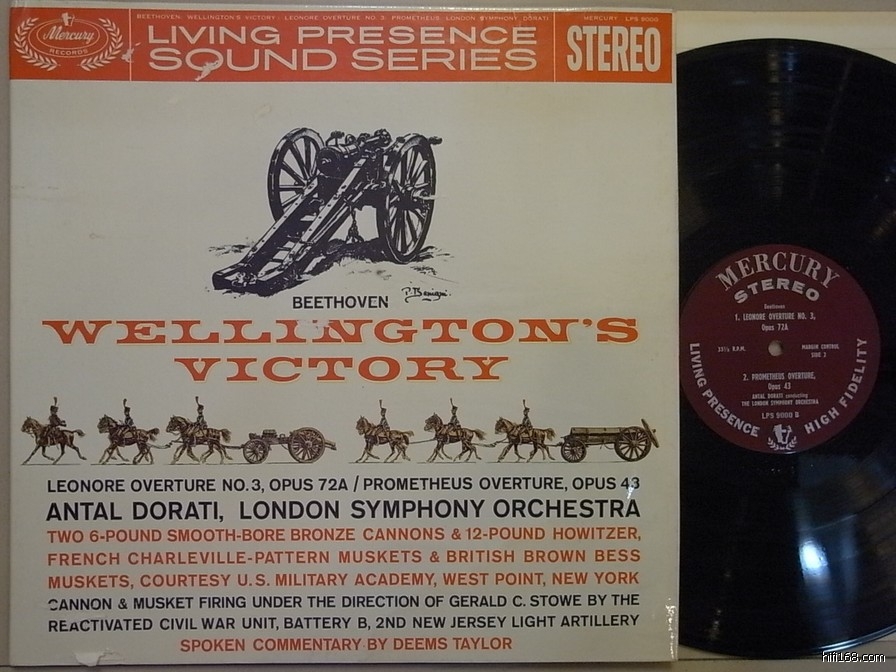 BEETHOVEN: WELLINGTON'S VICTORY; LEONORE OVERTURE NO. 3; PROMETHEUS LONDON SYMPHONY DORATI
MERCURY LPS 9000
Mercury
RECORDS
LIVING PRESENCE
SOUND SERIES
STEREO
P. Benigni.
BEETHOVEN
WELLINGTON'S
VICTORY
LEONORE OVERTURE NO. 3, OPUS 72A / PROMETHEUS OVERTURE, OPUS 43
ANTAL DORATI, LONDON SYMPHONY ORCHESTRA
TWO 6-POUND SMOOTH-BORE BRONZE CANNONS & 12-POUND HOWITZER,
FRENCH CHARLEVILLE-PATTERN MUSKETS & BRITISH BROWN BESS
MUSKETS, COURTESY U.S. MILITARY ACADEMY, WEST POINT, NEW YORK
CANNON & MUSKET FIRING UNDER THE DIRECTION OF GERALD C. STOWE BY THE
REACTIVATED CIVIL WAR UNIT, BATTERY B, 2ND NEW JERSEY LIGHT ARTILLERY
SPOKEN COMMENTARY BY DEEMS TAYLOR
MERCURY
STEREO
Beethoven
1. LEONORE OVERTURE NO. 3,
Opus 72A
33⅓ R.P.M.
MARGIN CONTROL
SIDE 2
2. PROMETHEUS OVERTURE,
Opus 43
ANTAL DORATI conducting
THE LONDON SYMPHONY ORCHESTRA
LPS 9000 B
LIVING PRESENCE
HIGH FIDELITY
hifi168.com